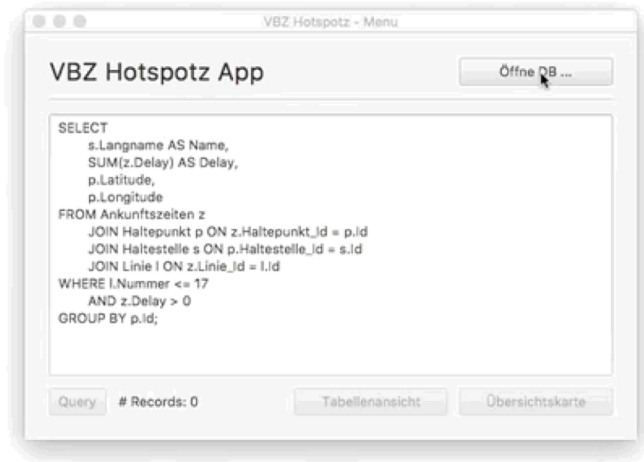 VBZ Hotspotz - Menu
VBZ Hotspotz App
Öffne DB ...
SELECT
s.Langname AS Name,
SUM(z.Delay) AS Delay,
p.Latitude,
p.Longitude
FROM Ankunftszeiten z
JOIN Haltepunkt p ON z.Haltepunkt_Id = p.Id
JOIN Haltestelle s ON p.Haltestelle_Id = s.Id
JOIN Linie l ON z.Linie_Id = l.Id
WHERE l.Nummer <= 17
AND z.Delay > 0
GROUP BY p.Id;
Query # Records: 0 Tabellenansicht Übersichtskarte